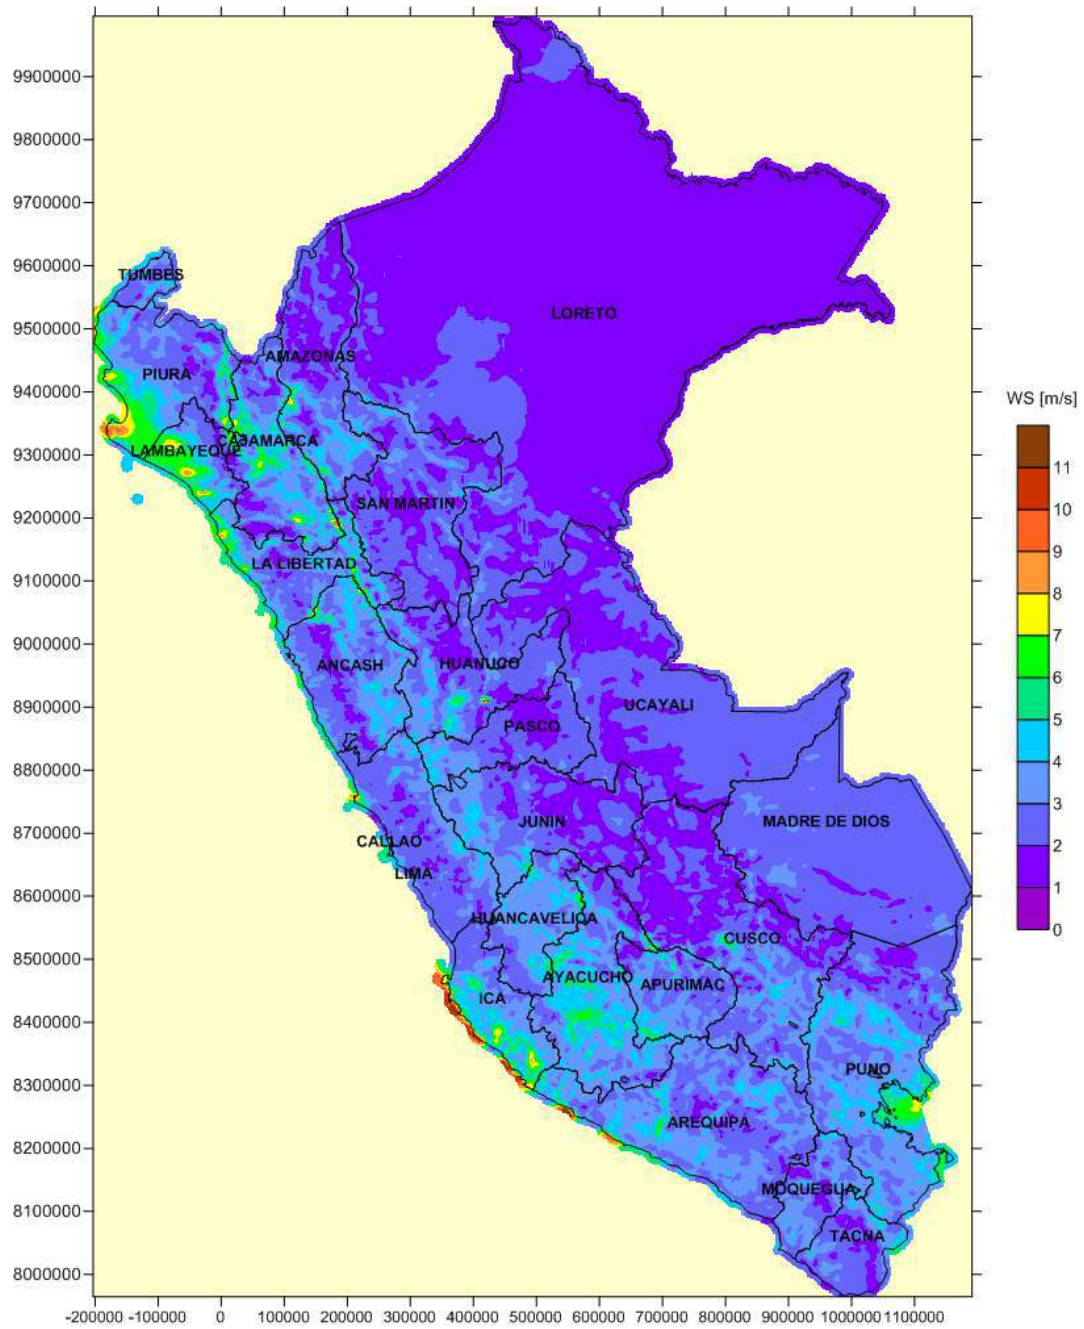 9900000
9800000
9700000
9600000
TUMBES
9500000
LORETO
AMAZONAS
PIURA
9400000
WS [m/s]
CAJAMARCA
LAMBAYEQUE
9300000
11
SAN MARTIN
10
9200000
9
LA LIBERTAD
9100000
8
9000000
7
ANCASH
HUANUCO
6
8900000
UCAYALI
PASCO
5
4
8800000
3
JUNIN
MADRE DE DIOS
8700000
CALLAO
2
LIMA
8600000
1
HUANCAVELICA
0
CUSCO
8500000
AYACUCHO
APURIMAC
ICA
8400000
PUNO
8300000
AREQUIPA
8200000
MOQUEGUA
8100000
TACNA
8000000
-200000 -100000 0 100000 200000 300000 400000 500000 600000 700000 800000 900000 1000000 1100000